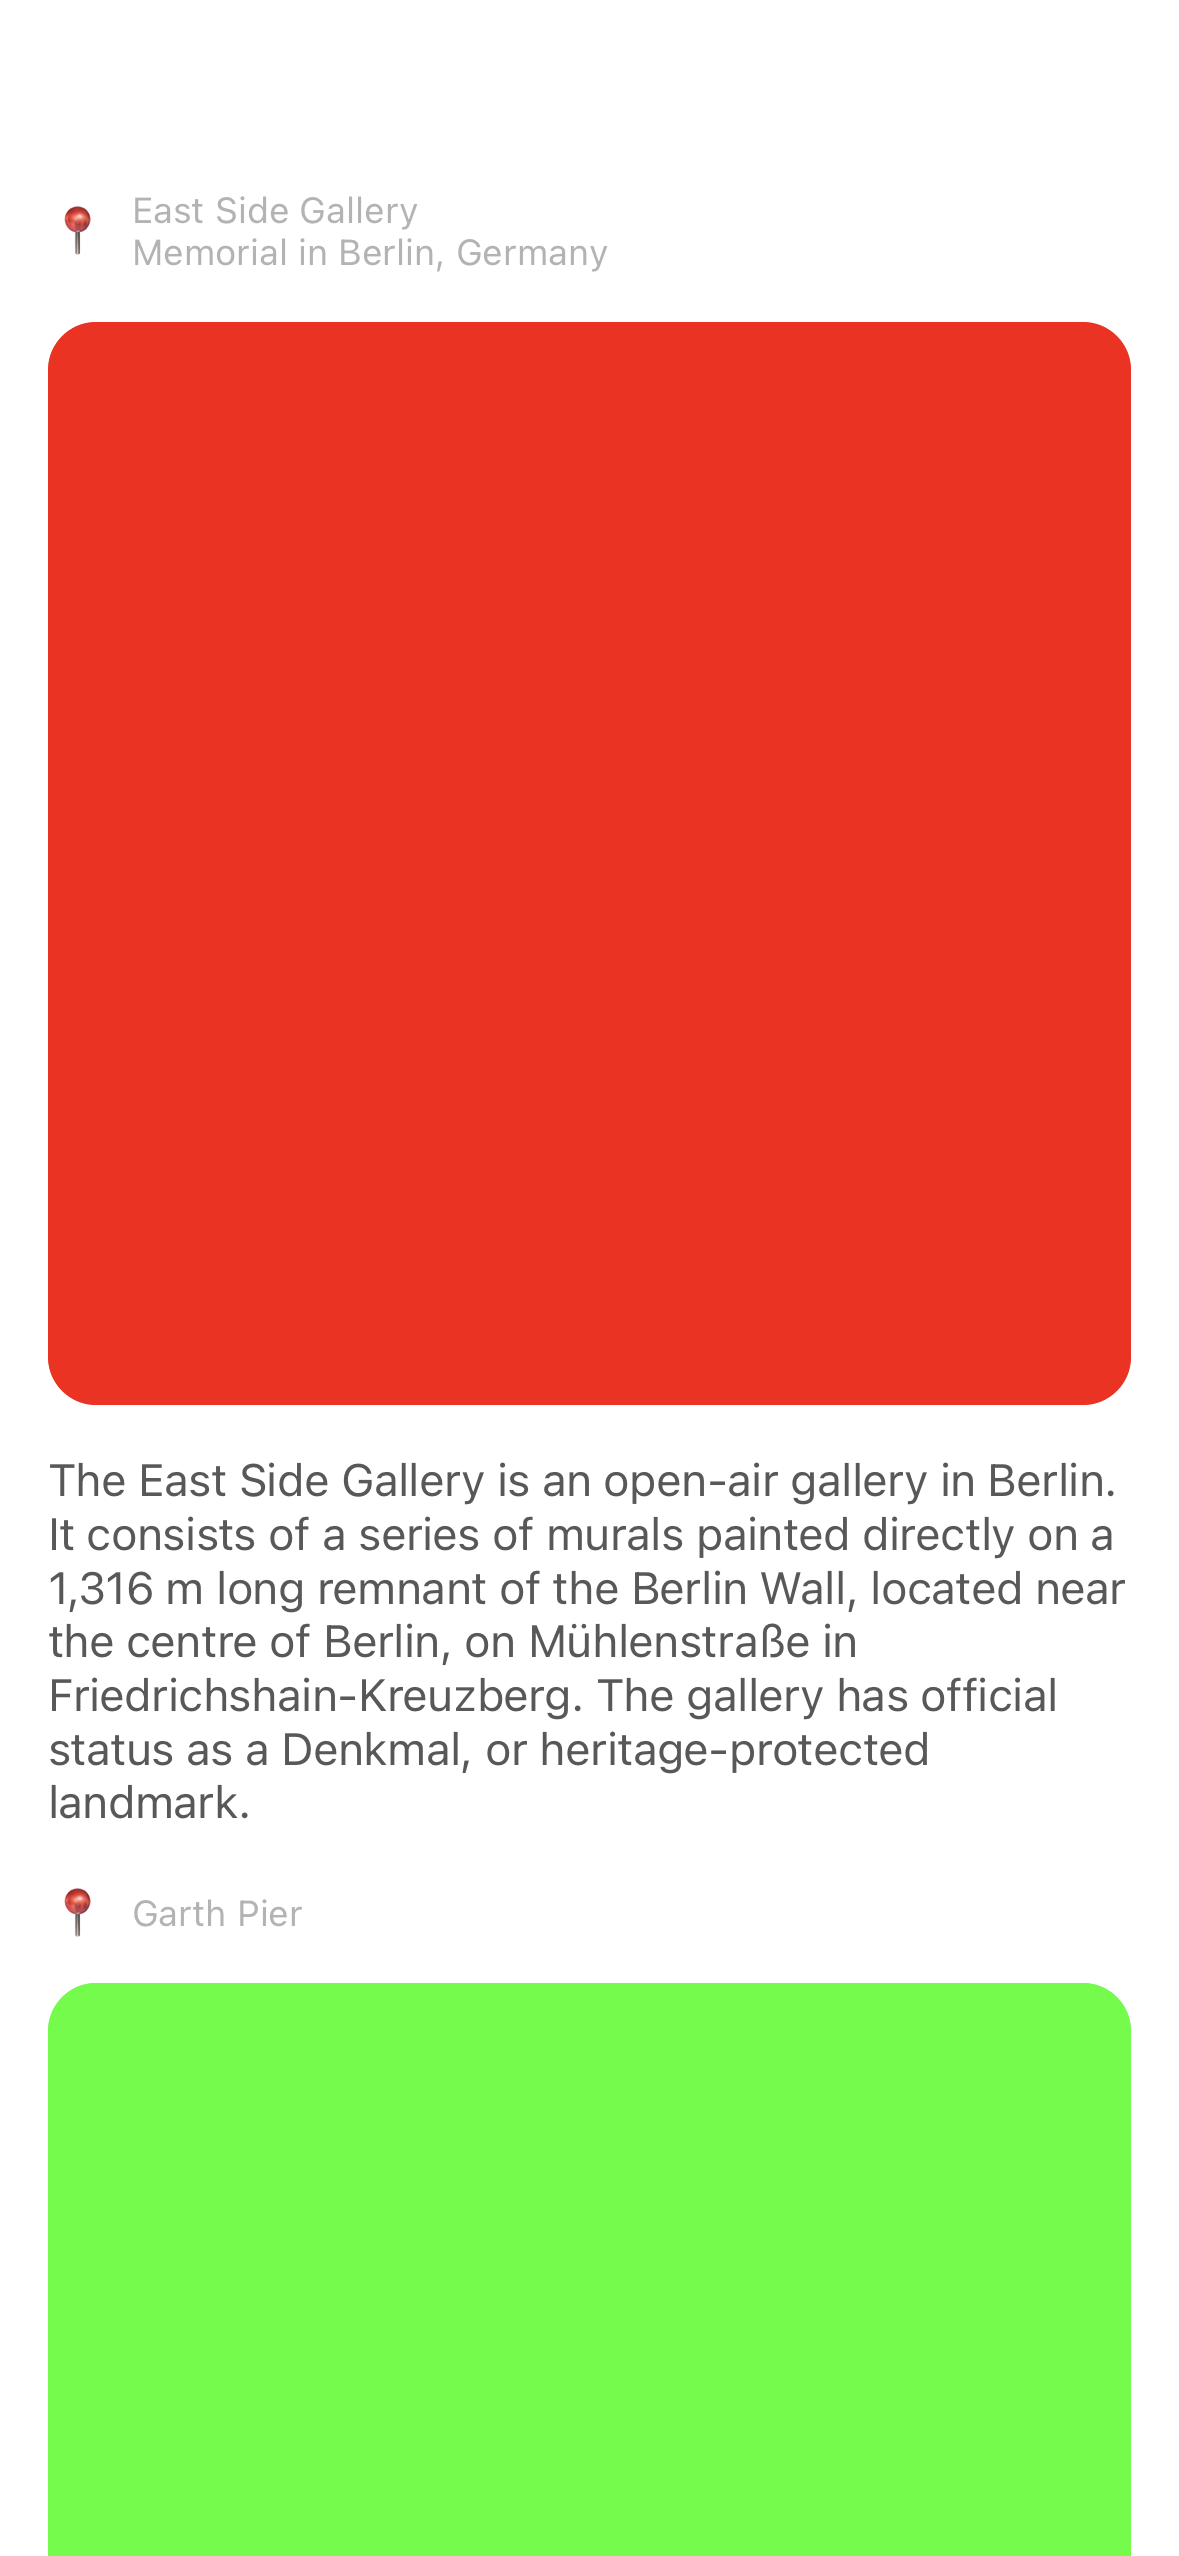 East Side Gallery
Memorial in Berlin, Germany
The East Side Gallery is an open-air gallery in Berlin.
It consists of a series of murals painted directly on a
1,316 m long remnant of the Berlin Wall, located near
the centre of Berlin, on Mühlenstraße in
Friedrichshain-Kreuzberg. The gallery has official
status as a Denkmal, or heritage-protected
landmark.
Garth Pier